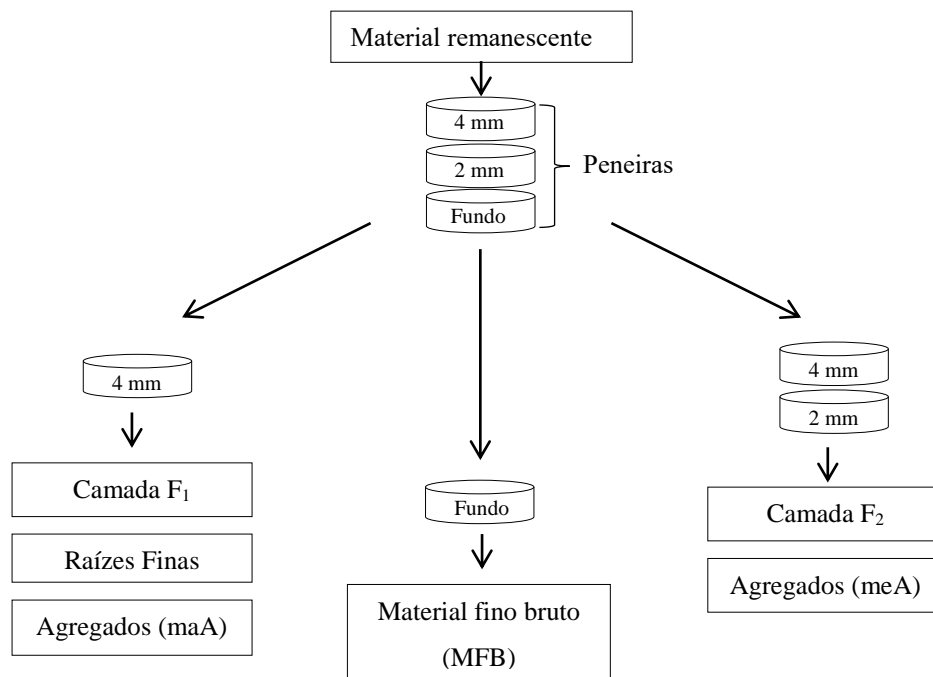 Material remanescente
4 mm
2 mm
Fundo
Peneiras
4 mm
Camada F₁
Raízes Finas
Agregados (maA)
Fundo
Material fino bruto
(MFB)
4 mm
2 mm
Camada F₂
Agregados (meA)